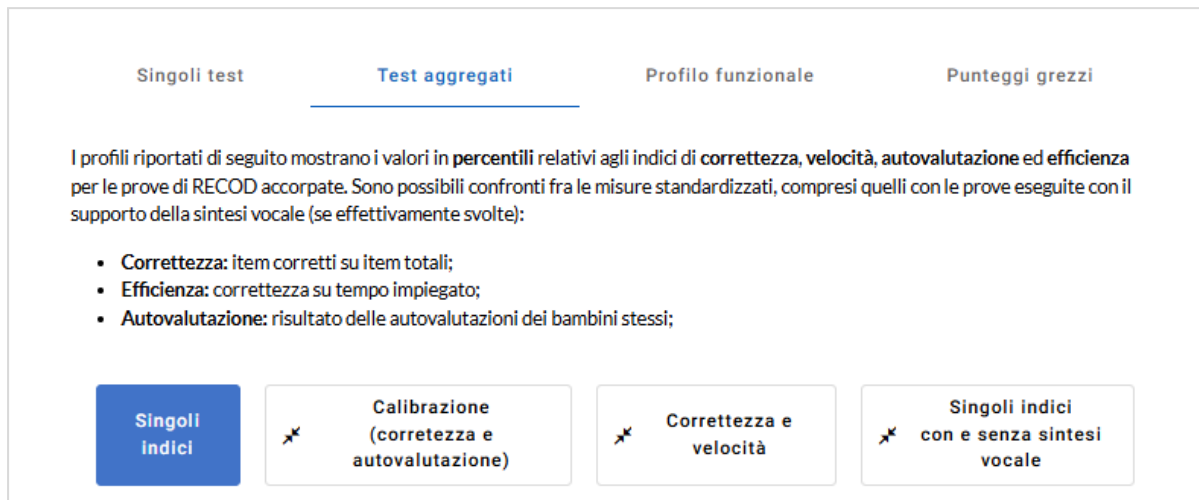 Singoli test Test aggregati Profilo funzionale Punteggi grezzi
I profili riportati di seguito mostrano i valori in percentili relativi agli indici di correttezza, velocità, autovalutazione ed efficienza
per le prove di RECOD accorpate. Sono possibili confronti fra le misure standardizzati, compresi quelli con le prove eseguite con il
supporto della sintesi vocale (se effettivamente svolte):
• Correttezza: item corretti su item totali;
• Efficienza: correttezza su tempo impiegato;
• Autovalutazione: risultato delle autovalutazioni dei bambini stessi;
Singoli
indici
Calibrazione
(corretezza e
autovalutazione)
Correttezza e
velocità
Singoli indici
con e senza sintesi
vocale